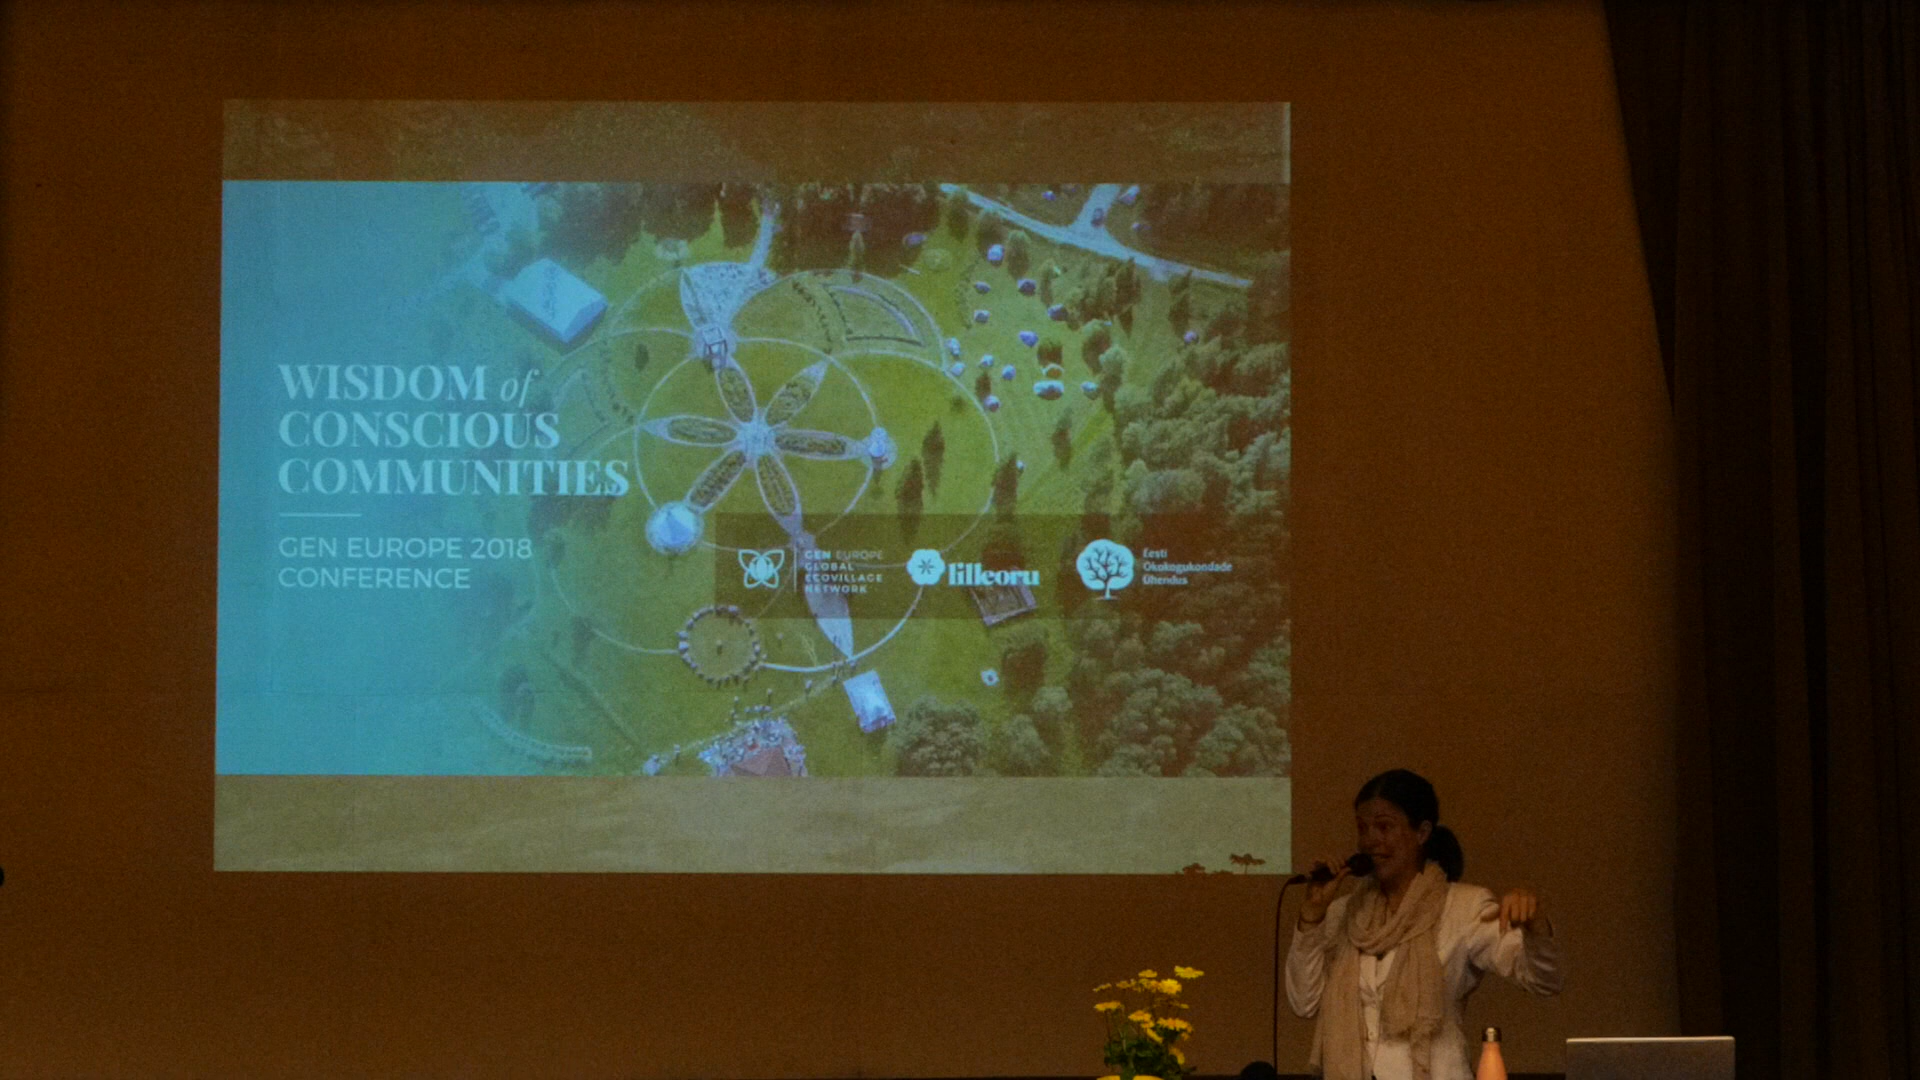 WISDOM of
CONSCIOUS
COMMUNITIES
GEN EUROPE 2018
CONFERENCE
GEN EUROPE
GLOBAL
ECOVILLAGE
NETWORK
lilleoru
Eesti
Ökokogukondade
Ühendus